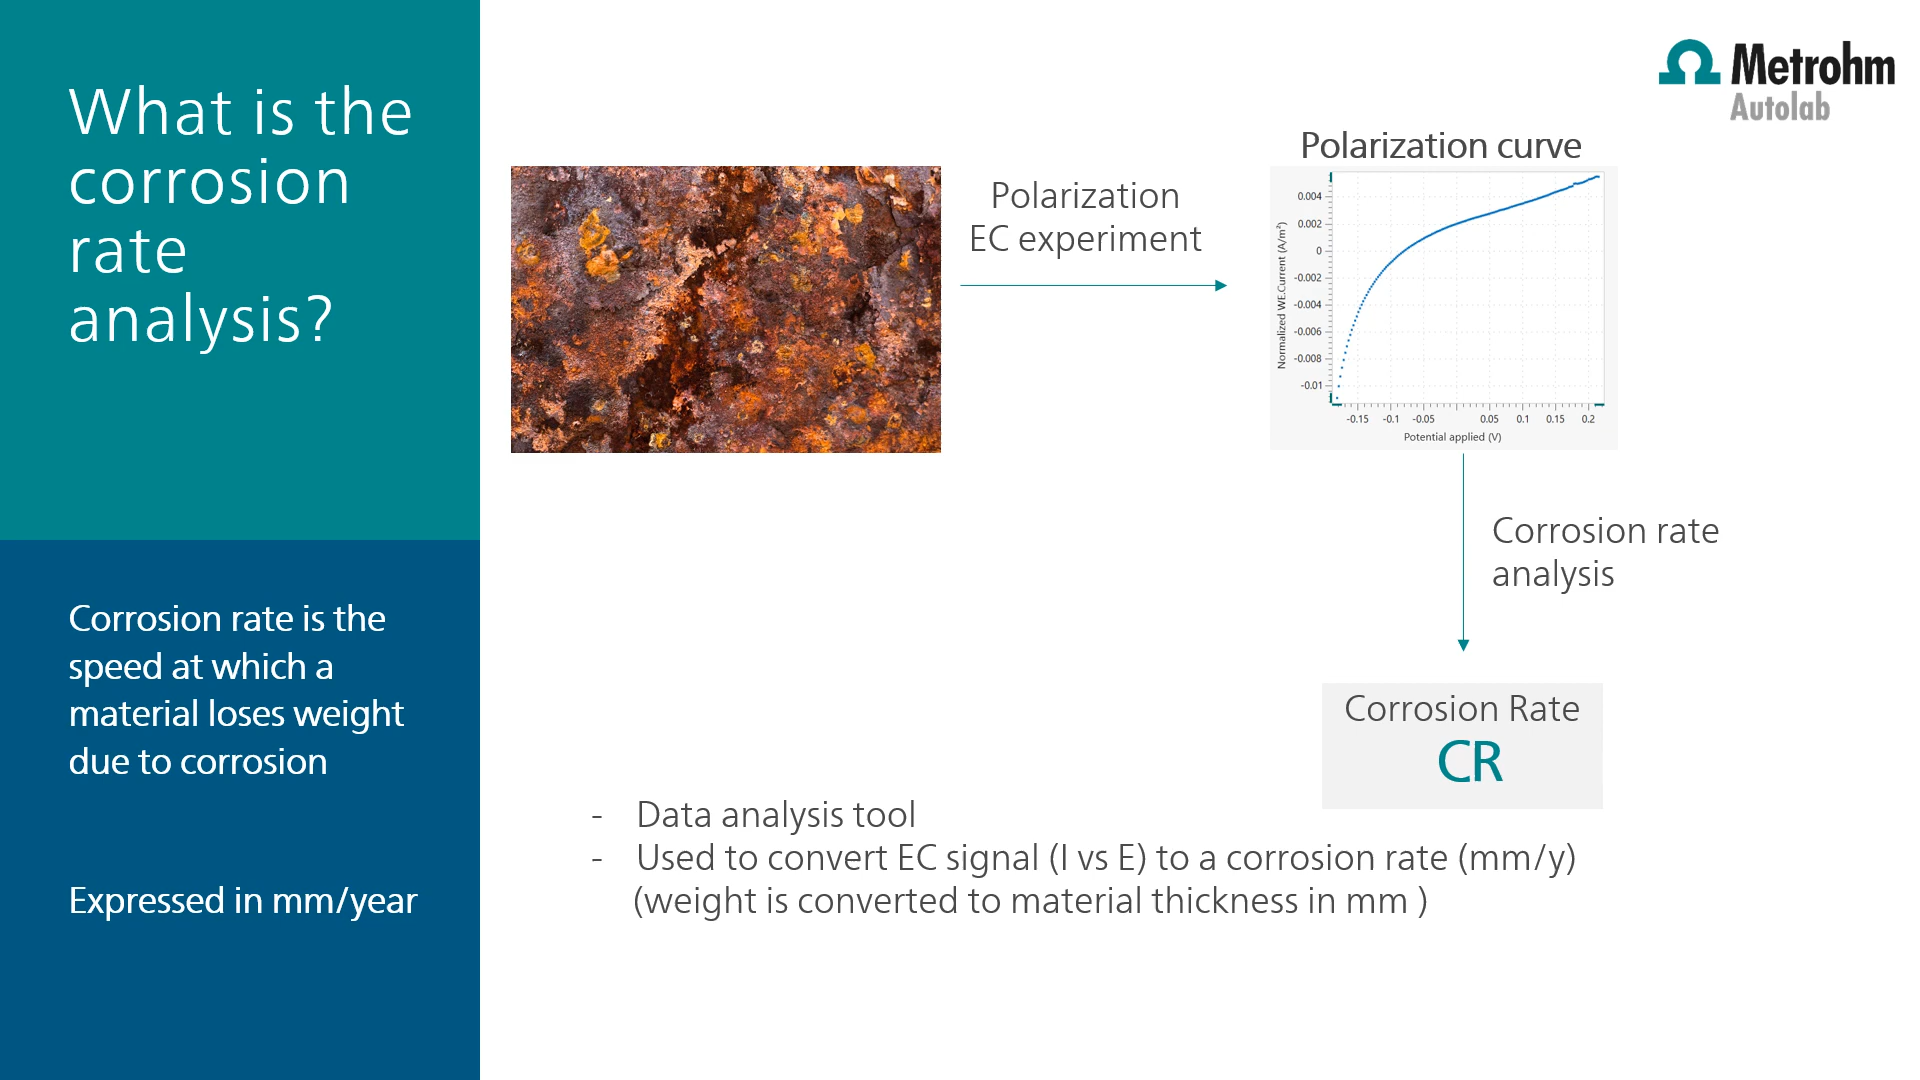 What is the
corrosion
rate
analysis?
Corrosion rate is the
speed at which a
material loses weight
due to corrosion
Expressed in mm/year
Metrohm
Autolab
Polarization
EC experiment
Polarization curve
Normalized WE.Current (A/m²)
0.004
0.002
0
-0.002
-0.004
-0.006
-0.008
-0.01
-0.15 -0.1 -0.05 0.05 0.1 0.15 0.2
Potential applied (V)
Corrosion rate
analysis
Corrosion Rate
CR
- Data analysis tool
- Used to convert EC signal (I vs E) to a corrosion rate (mm/y)
(weight is converted to material thickness in mm )